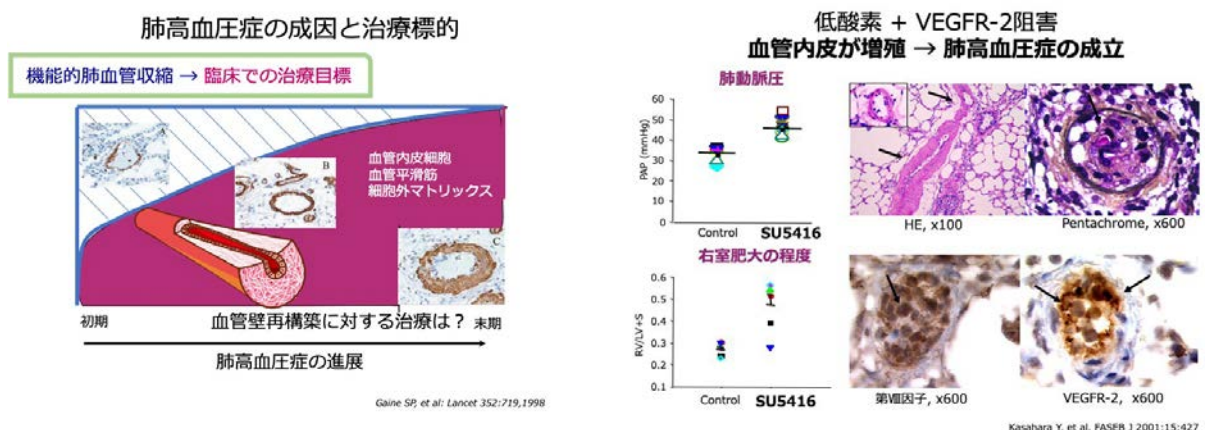 肺高血圧症の成因と治療標的
機能的肺血管収縮 → 臨床での治療目標
A
B
C
血管内皮細胞
血管平滑筋
細胞外マトリックス
初期
血管壁再構築に対する治療は？
末期
肺高血圧症の進展
Gaine SP, et al: Lancet 352:719,1998
低酸素 + VEGFR-2阻害
血管内皮が増殖 → 肺高血圧症の成立
肺動脈圧
PAP (mmHg)
60
50
40
30
20
10
0
Control
SU5416
HE, x100
Pentachrome, x600
右室肥大の程度
RV/LV+S
0.6
0.5
0.4
0.3
0.2
0.1
Control
SU5416
第Ⅷ因子, x600
VEGFR-2, x600
Kasahara Y, et al. FASEB J 2001;15:427